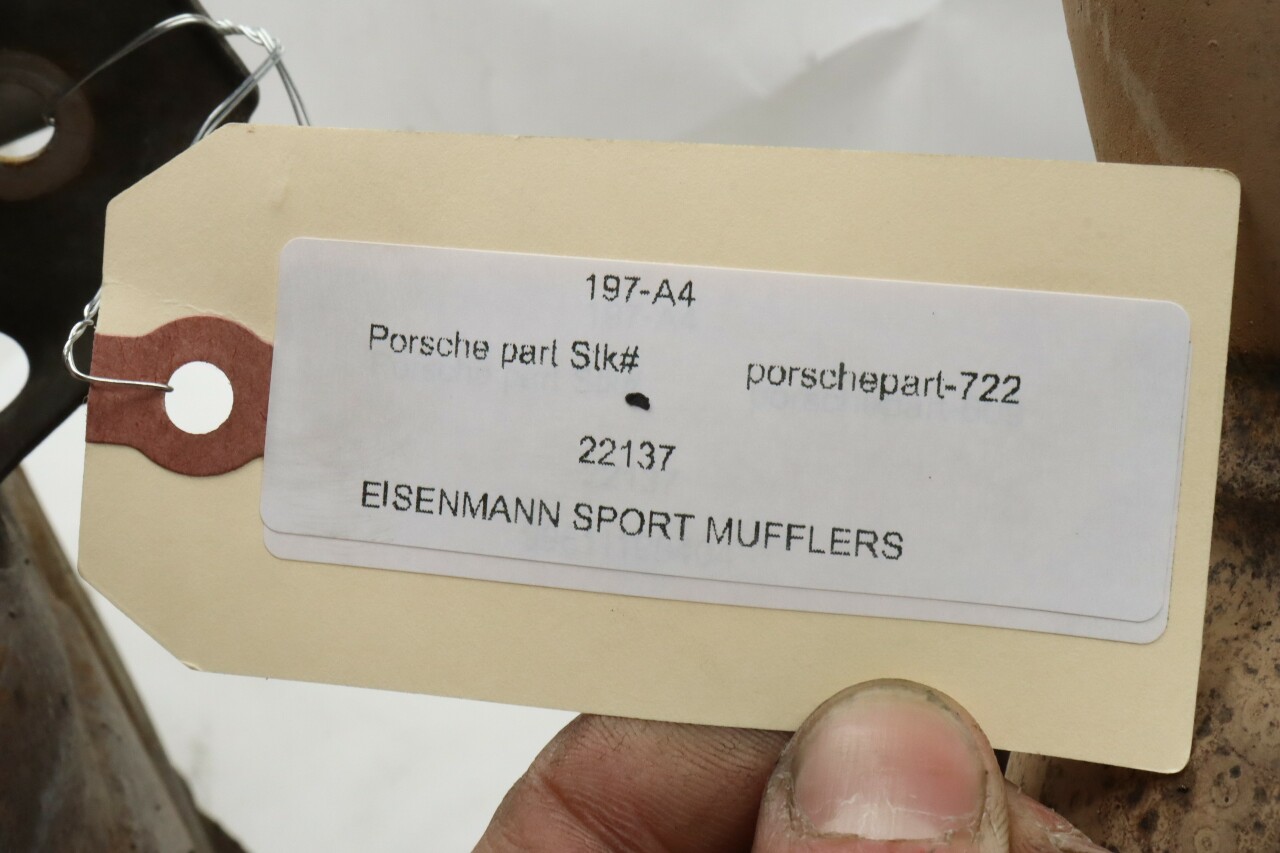 197-A4
Porsche part Stk# porschepart-722
22137
EISENMANN SPORT MUFFLERS